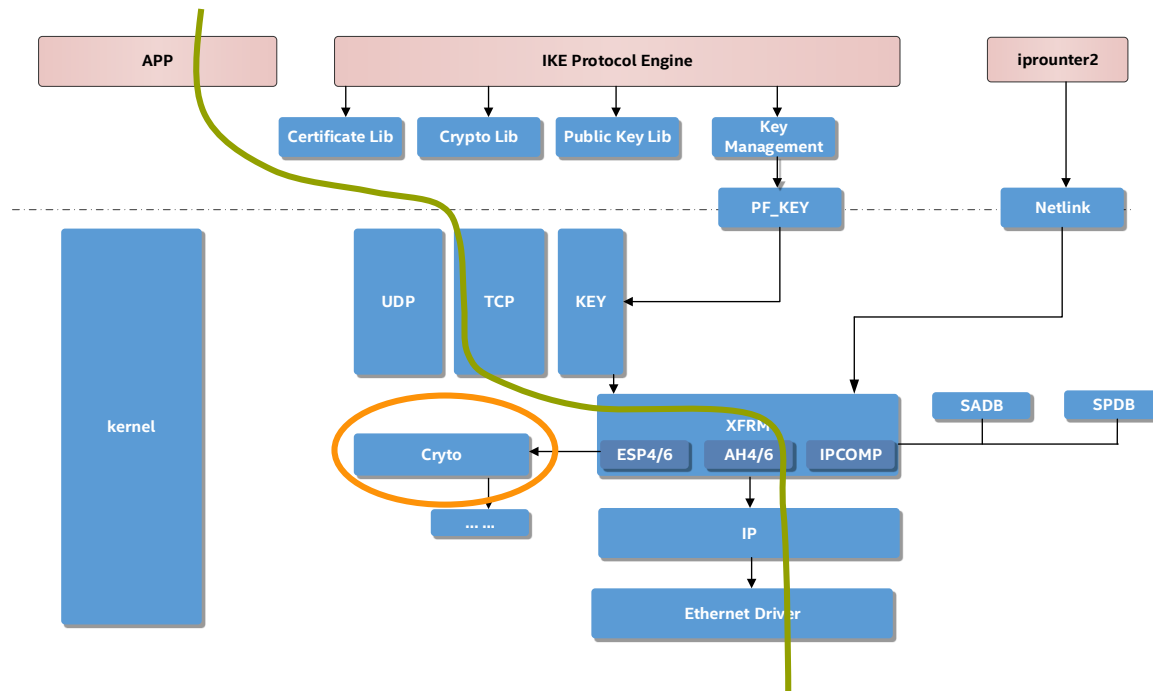 APP
IKE Protocol Engine
iprounter2
Certificate Lib
Crypto Lib
Public Key Lib
Key
Management
PF_KEY
Netlink
UDP
TCP
KEY
kernel
XFRM
SADB
SPDB
Cryto
ESP4/6
AH4/6
IPCOMP
... ...
IP
Ethernet Driver